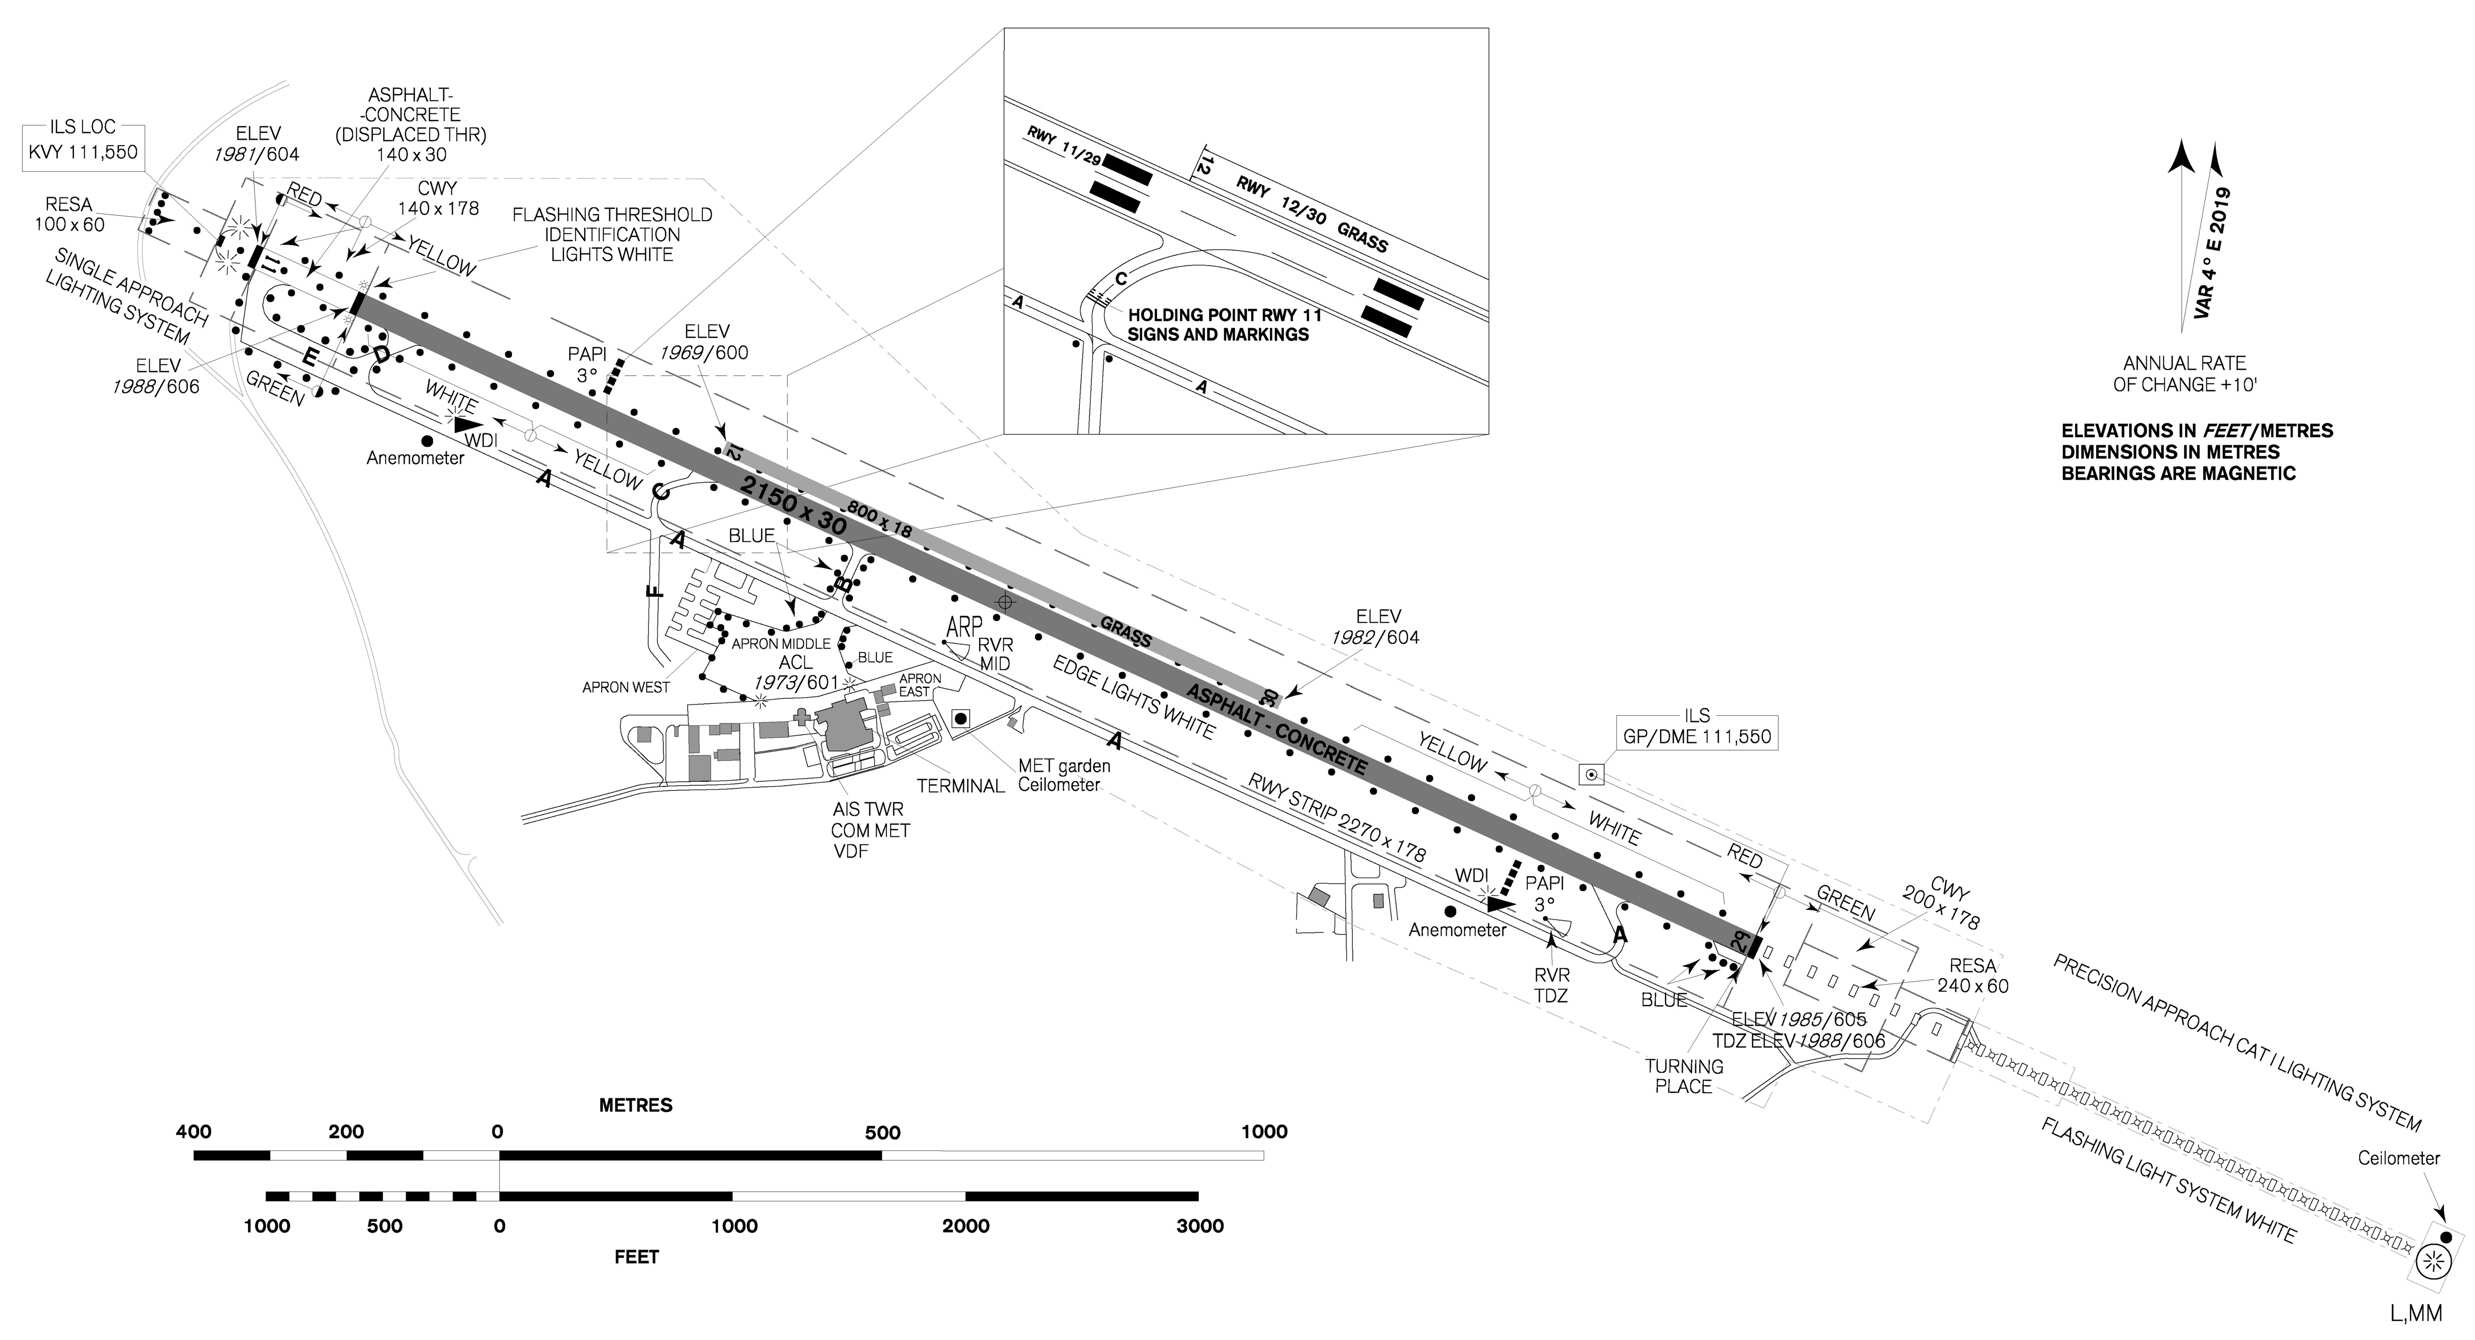 ASPHALT-
-CONCRETE
(DISPLACED THR)
140 x 30
ILS LOC
KVY 111,550
ELEV
1981/604
RESA
100 x 60
RED
CWY
140 x 178
YELLOW
FLASHING THRESHOLD
IDENTIFICATION
LIGHTS WHITE
SINGLE APPROACH
LIGHTING SYSTEM
11
E
D
ELEV
1988/606
GREEN
WHITE
WDI
Anemometer
YELLOW
PAPI
3°
ELEV
1969/600
A
C
12
2150 x 30
800 x 18
BLUE
A
F
B
APRON MIDDLE
ACL
1973/601
BLUE
APRON WEST
APRON
EAST
ARP
RVR
MID
GRASS
EDGE LIGHTS WHITE
ASPHALT - CONCRETE
30
ELEV
1982/604
TERMINAL
MET garden
Ceilometer
AIS TWR
COM MET
VDF
A
RWY STRIP 2270 x 178
RWY 11/29
12
RWY 12/30 GRASS
C
A
HOLDING POINT RWY 11
SIGNS AND MARKINGS
A
VAR 4° E 2019
ANNUAL RATE
OF CHANGE +10'
ELEVATIONS IN FEET/METRES
DIMENSIONS IN METRES
BEARINGS ARE MAGNETIC
ILS
GP/DME 111,550
YELLOW
WHITE
RED
GREEN
CWY
200 x 178
WDI
PAPI
3°
Anemometer
A
29
RVR
TDZ
BLUE
RESA
240 x 60
ELEV 1985/605
TDZ ELEV 1988/606
TURNING
PLACE
PRECISION APPROACH CAT I LIGHTING SYSTEM
FLASHING LIGHT SYSTEM WHITE
Ceilometer
L,MM
METRES
400 200 0 500 1000
1000 500 0 1000 2000 3000
FEET